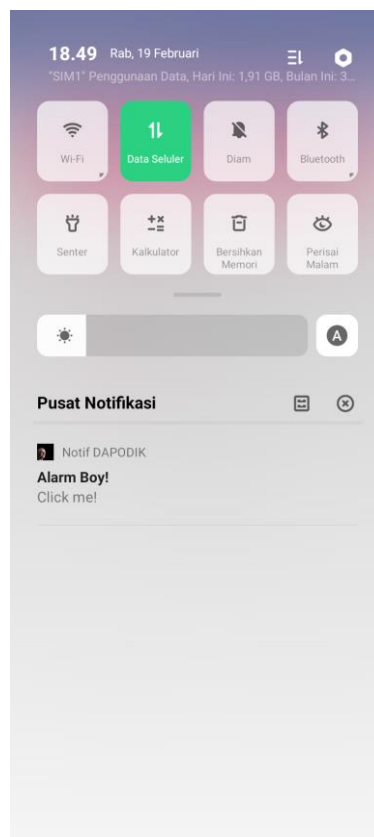 18.49 Rab, 19 Februari
"SIM1" Penggunaan Data, Hari Ini: 1,91 GB, Bulan Ini: 3...
Wi-Fi
Data Seluler
Diam
Bluetooth
Senter
Kalkulator
Bersihkan
Memori
Perisai
Malam
A
Pusat Notifikasi
Notif DAPODIK
Alarm Boy!
Click me!